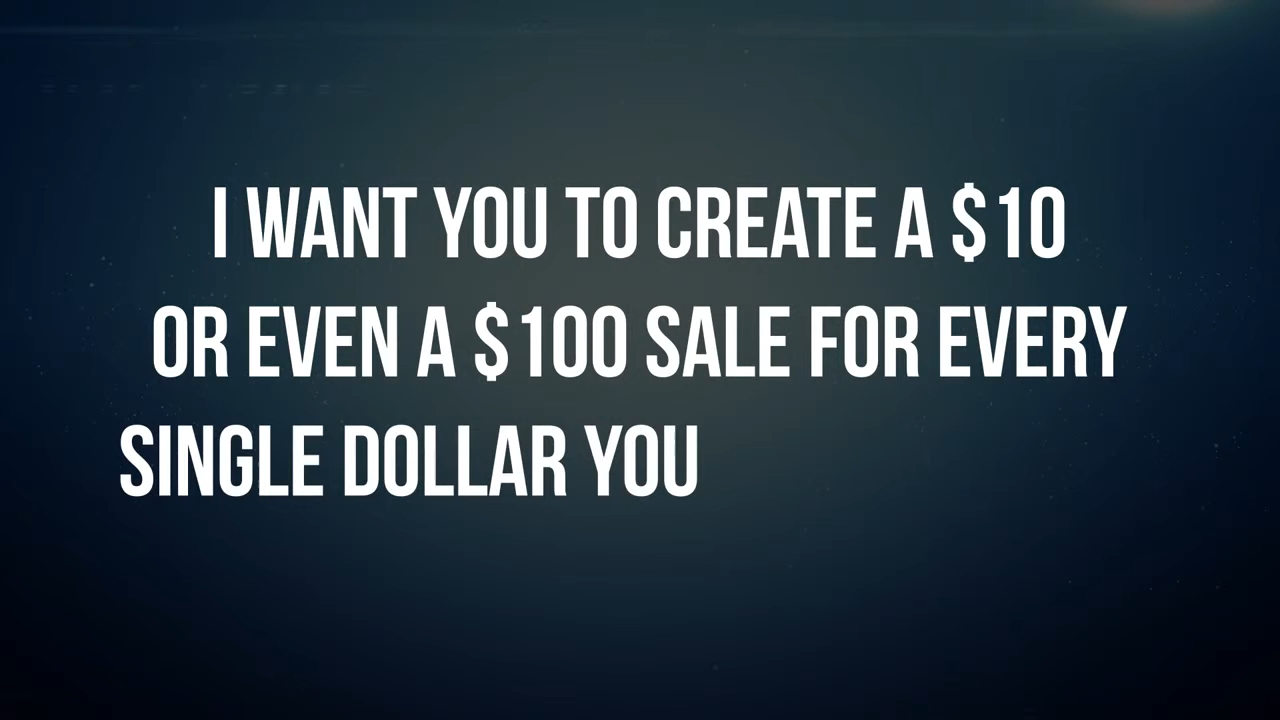 I WANT YOU TO CREATE A $10
OR EVEN A $100 SALE FOR EVERY
SINGLE DOLLAR YOU